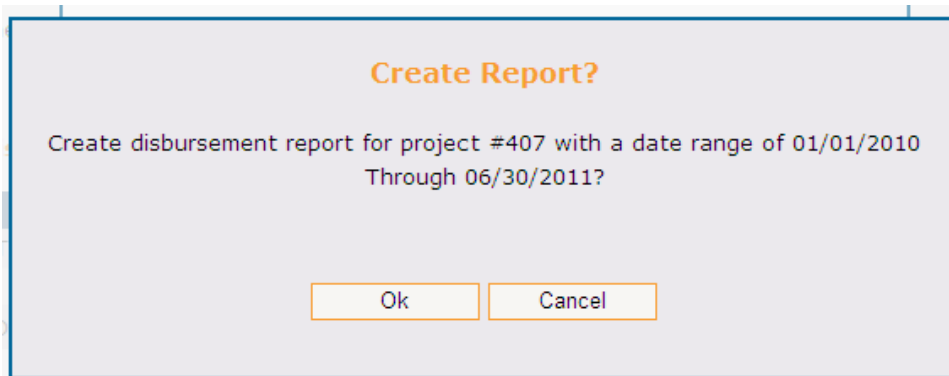 Create Report?
Create disbursement report for project #407 with a date range of 01/01/2010
Through 06/30/2011?
Ok
Cancel